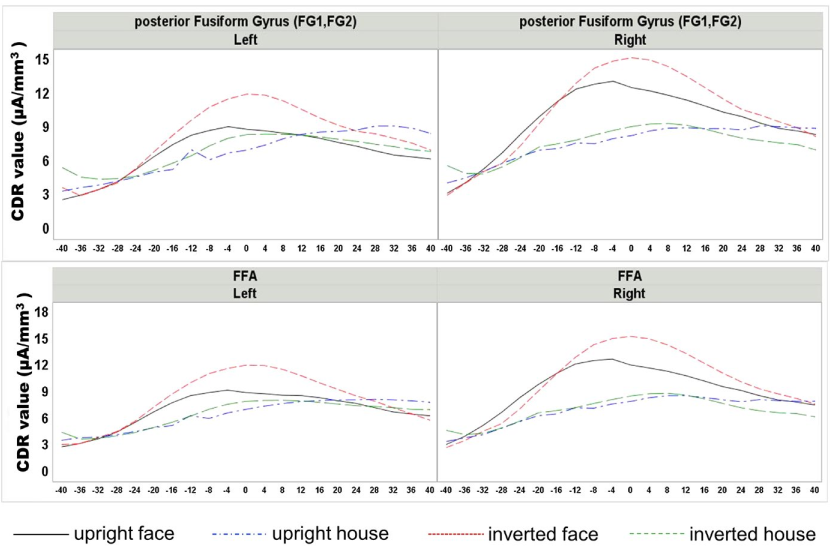 posterior Fusiform Gyrus (FG1,FG2) posterior Fusiform Gyrus (FG1,FG2)
Left Right
CDR value (µA/mm³ )
15
12
9
6
3
0
-40 -36 -32 -28 -24 -20 -16 -12 -8 -4 0 4 8 12 16 20 24 28 32 36 40 -40 -36 -32 -28 -24 -20 -16 -12 -8 -4 0 4 8 12 16 20 24 28 32 36 40
FFA FFA
Left Right
CDR value (µA/mm³ )
18
15
12
9
6
3
0
-40 -36 -32 -28 -24 -20 -16 -12 -8 -4 0 4 8 12 16 20 24 28 32 36 40 -40 -36 -32 -28 -24 -20 -16 -12 -8 -4 0 4 8 12 16 20 24 28 32 36 40
upright face upright house inverted face inverted house